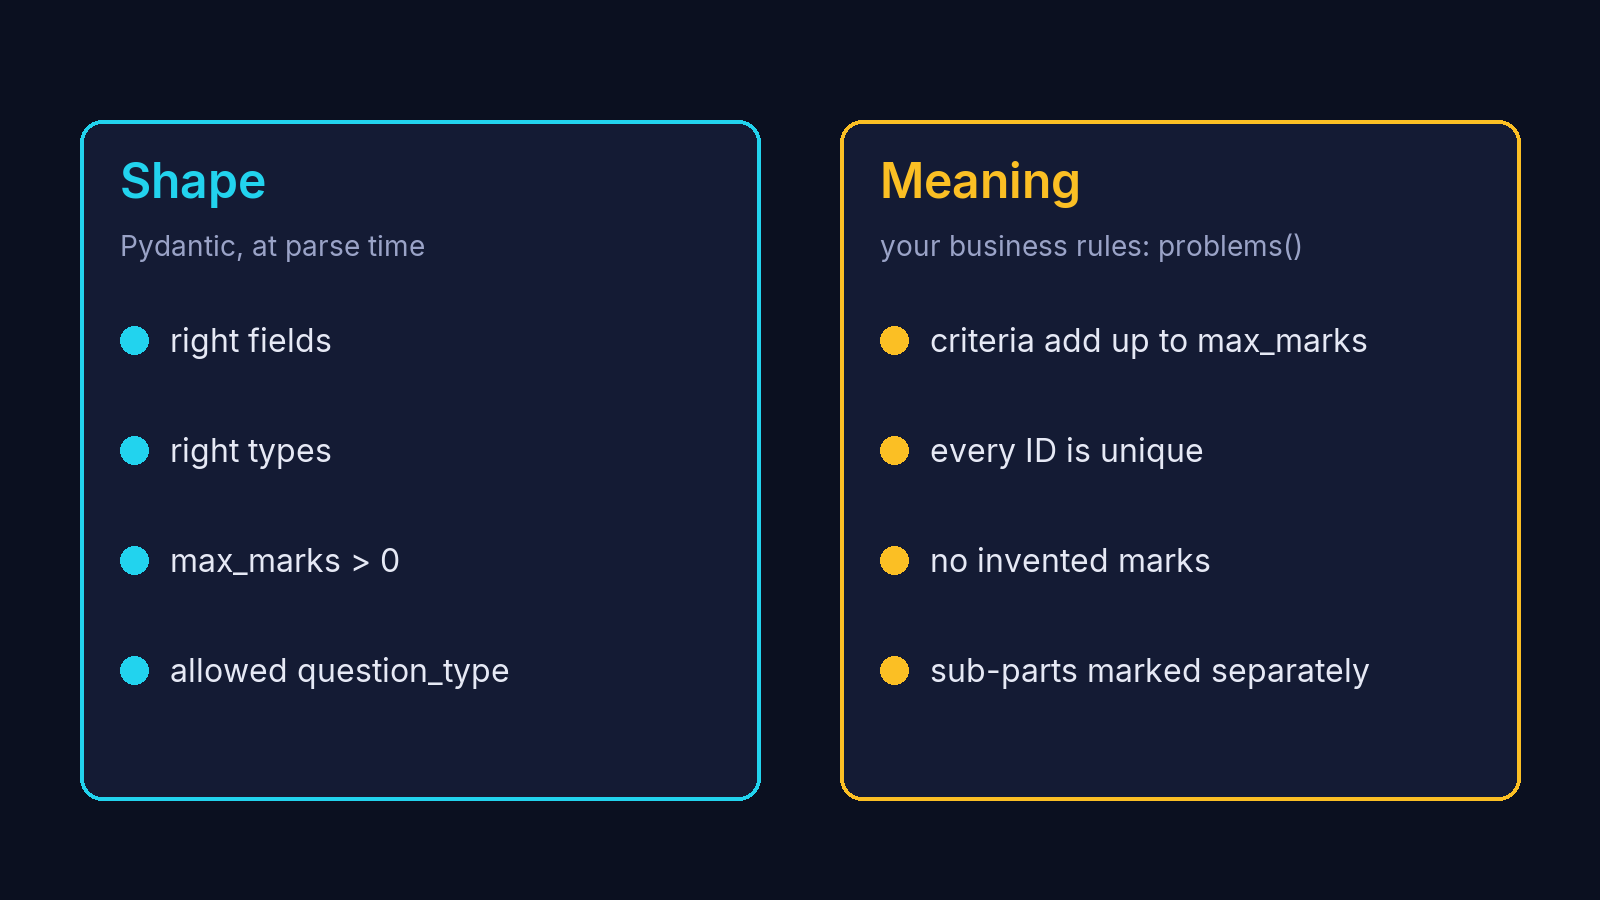 Shape
Pydantic, at parse time
right fields
right types
max_marks > 0
allowed question_type
Meaning
your business rules: problems()
criteria add up to max_marks
every ID is unique
no invented marks
sub-parts marked separately